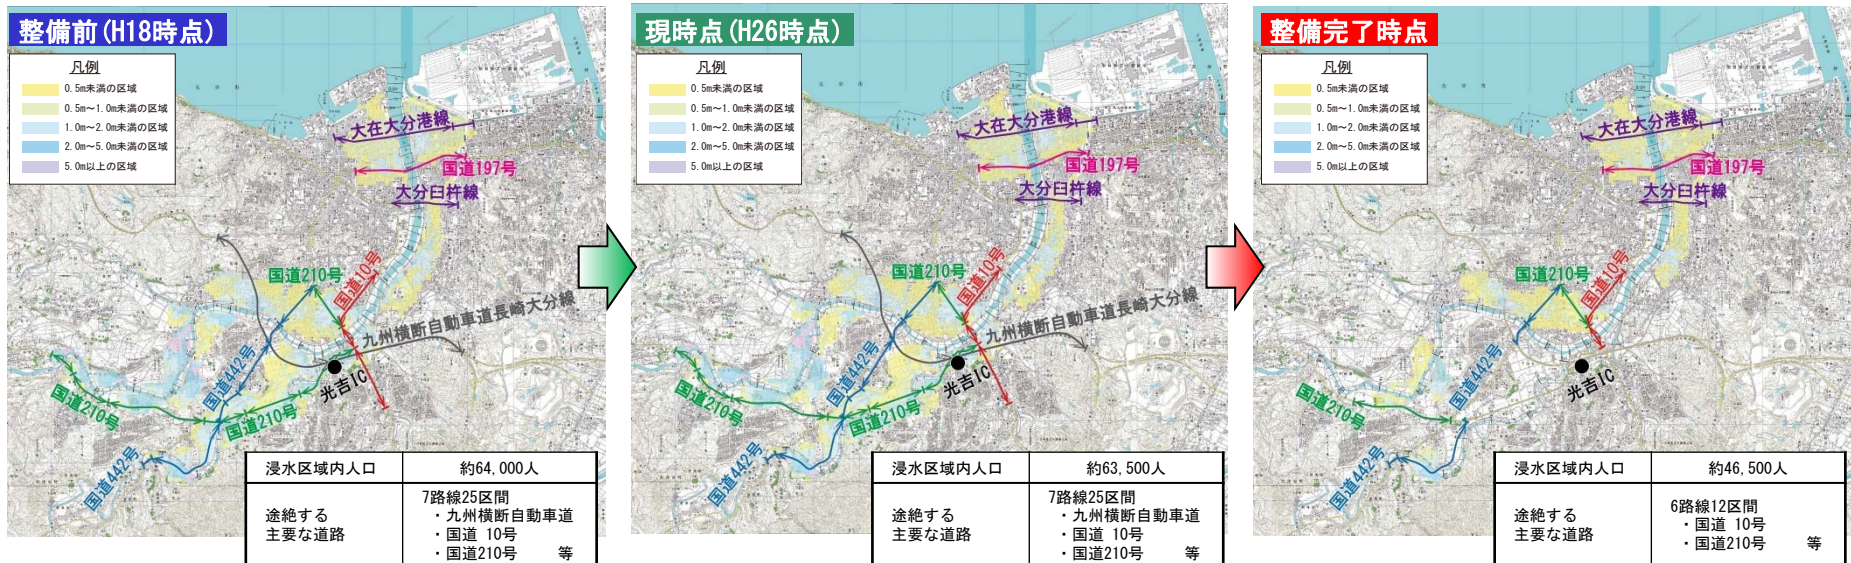 整備前(H18時点)
凡例
0.5m未満の区域
0.5m～1.0m未満の区域
1.0m～2.0m未満の区域
2.0m～5.0m未満の区域
5.0m以上の区域
大在大分港線
国道197号
大分臼杵線
国道210号
国道10号
九州横断自動車道長崎大分線
国道442号
光吉IC
国道210号
国道210号
国道442号
浸水区域内人口
約64,000人
途絶する
主要な道路
7路線25区間
・九州横断自動車道
・国道 10号
・国道210号 等
現時点(H26時点)
凡例
0.5m未満の区域
0.5m～1.0m未満の区域
1.0m～2.0m未満の区域
2.0m～5.0m未満の区域
5.0m以上の区域
大在大分港線
国道197号
大分臼杵線
国道210号
国道10号
九州横断自動車道長崎大分線
国道442号
光吉IC
国道210号
国道210号
国道442号
浸水区域内人口
約63,500人
途絶する
主要な道路
7路線25区間
・九州横断自動車道
・国道 10号
・国道210号 等
整備完了時点
凡例
0.5m未満の区域
0.5m～1.0m未満の区域
1.0m～2.0m未満の区域
2.0m～5.0m未満の区域
5.0m以上の区域
大在大分港線
国道197号
大分臼杵線
国道210号
国道10号
国道442号
光吉IC
国道210号
国道442号
浸水区域内人口
約46,500人
途絶する
主要な道路
6路線12区間
・国道 10号
・国道210号 等